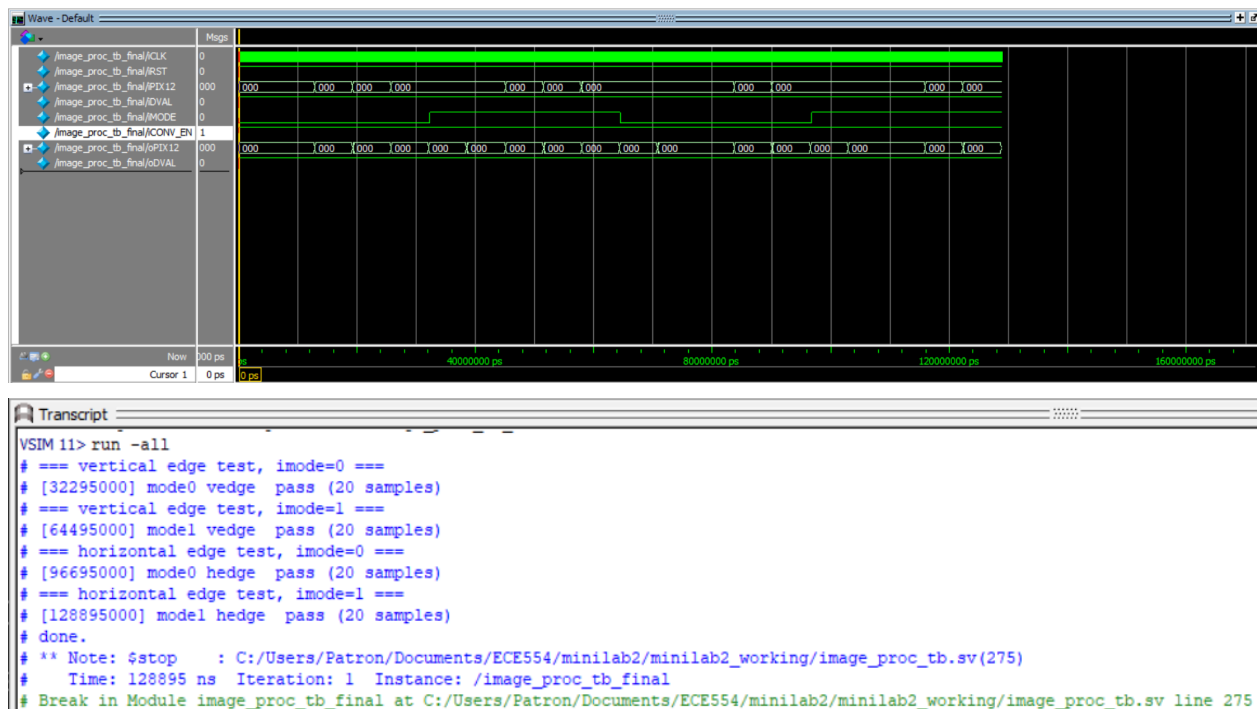 Wave - Default
Msgs
/image_proc_tb_final/iCLK 0
/image_proc_tb_final/iRST 0
/image_proc_tb_final/iPIX12 000 000 000 000 000 000 000 000 000 000 000 000
/image_proc_tb_final/iDVAL 0
/image_proc_tb_final/iMODE 0
/image_proc_tb_final/iCONV_EN 1
/image_proc_tb_final/oPIX12 000 000 000 000 000 000 000 000 000 000 000 000 000 000 000 000 000 000
/image_proc_tb_final/oDVAL 0
Now 000 ps ps 40000000 ps 80000000 ps 120000000 ps 160000000 ps
Cursor 1 0 ps 0 ps
Transcript
VSIM 11> run -all
# === vertical edge test, imode=0 ===
# [32295000] mode0 vedge  pass (20 samples)
# === vertical edge test, imode=1 ===
# [64495000] mode1 vedge  pass (20 samples)
# === horizontal edge test, imode=0 ===
# [96695000] mode0 hedge  pass (20 samples)
# === horizontal edge test, imode=1 ===
# [128895000] mode1 hedge  pass (20 samples)
# done.
# ** Note: $stop    : C:/Users/Patron/Documents/ECE554/minilab2/minilab2_working/image_proc_tb.sv(275)
#    Time: 128895 ns  Iteration: 1  Instance: /image_proc_tb_final
# Break in Module image_proc_tb_final at C:/Users/Patron/Documents/ECE554/minilab2/minilab2_working/image_proc_tb.sv line 275